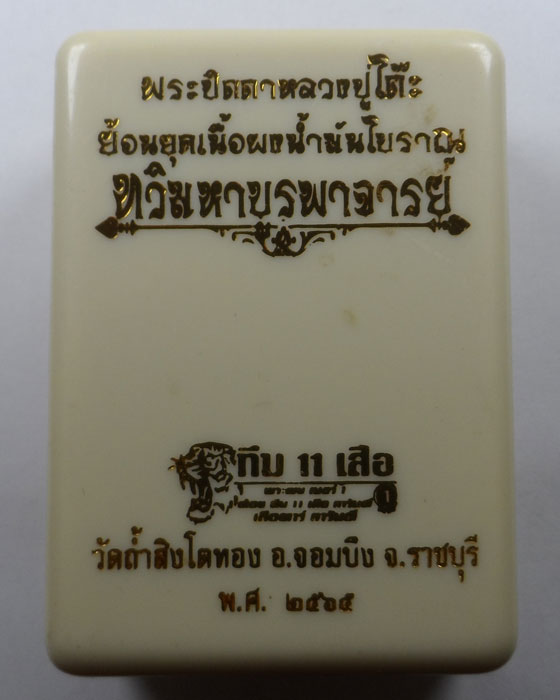 พระปิดตาหลวงปู่โต๊ะ
ย้อนยุคเนื้อผงน้ำมันโบราณ
ทวิมหาบูรพาจารย์
ทีม 11 เสือ
วัดถ้ำสิงโตทอง อ.จอมบึง จ.ราชบุรี
พ.ศ. ๒๕๖๕